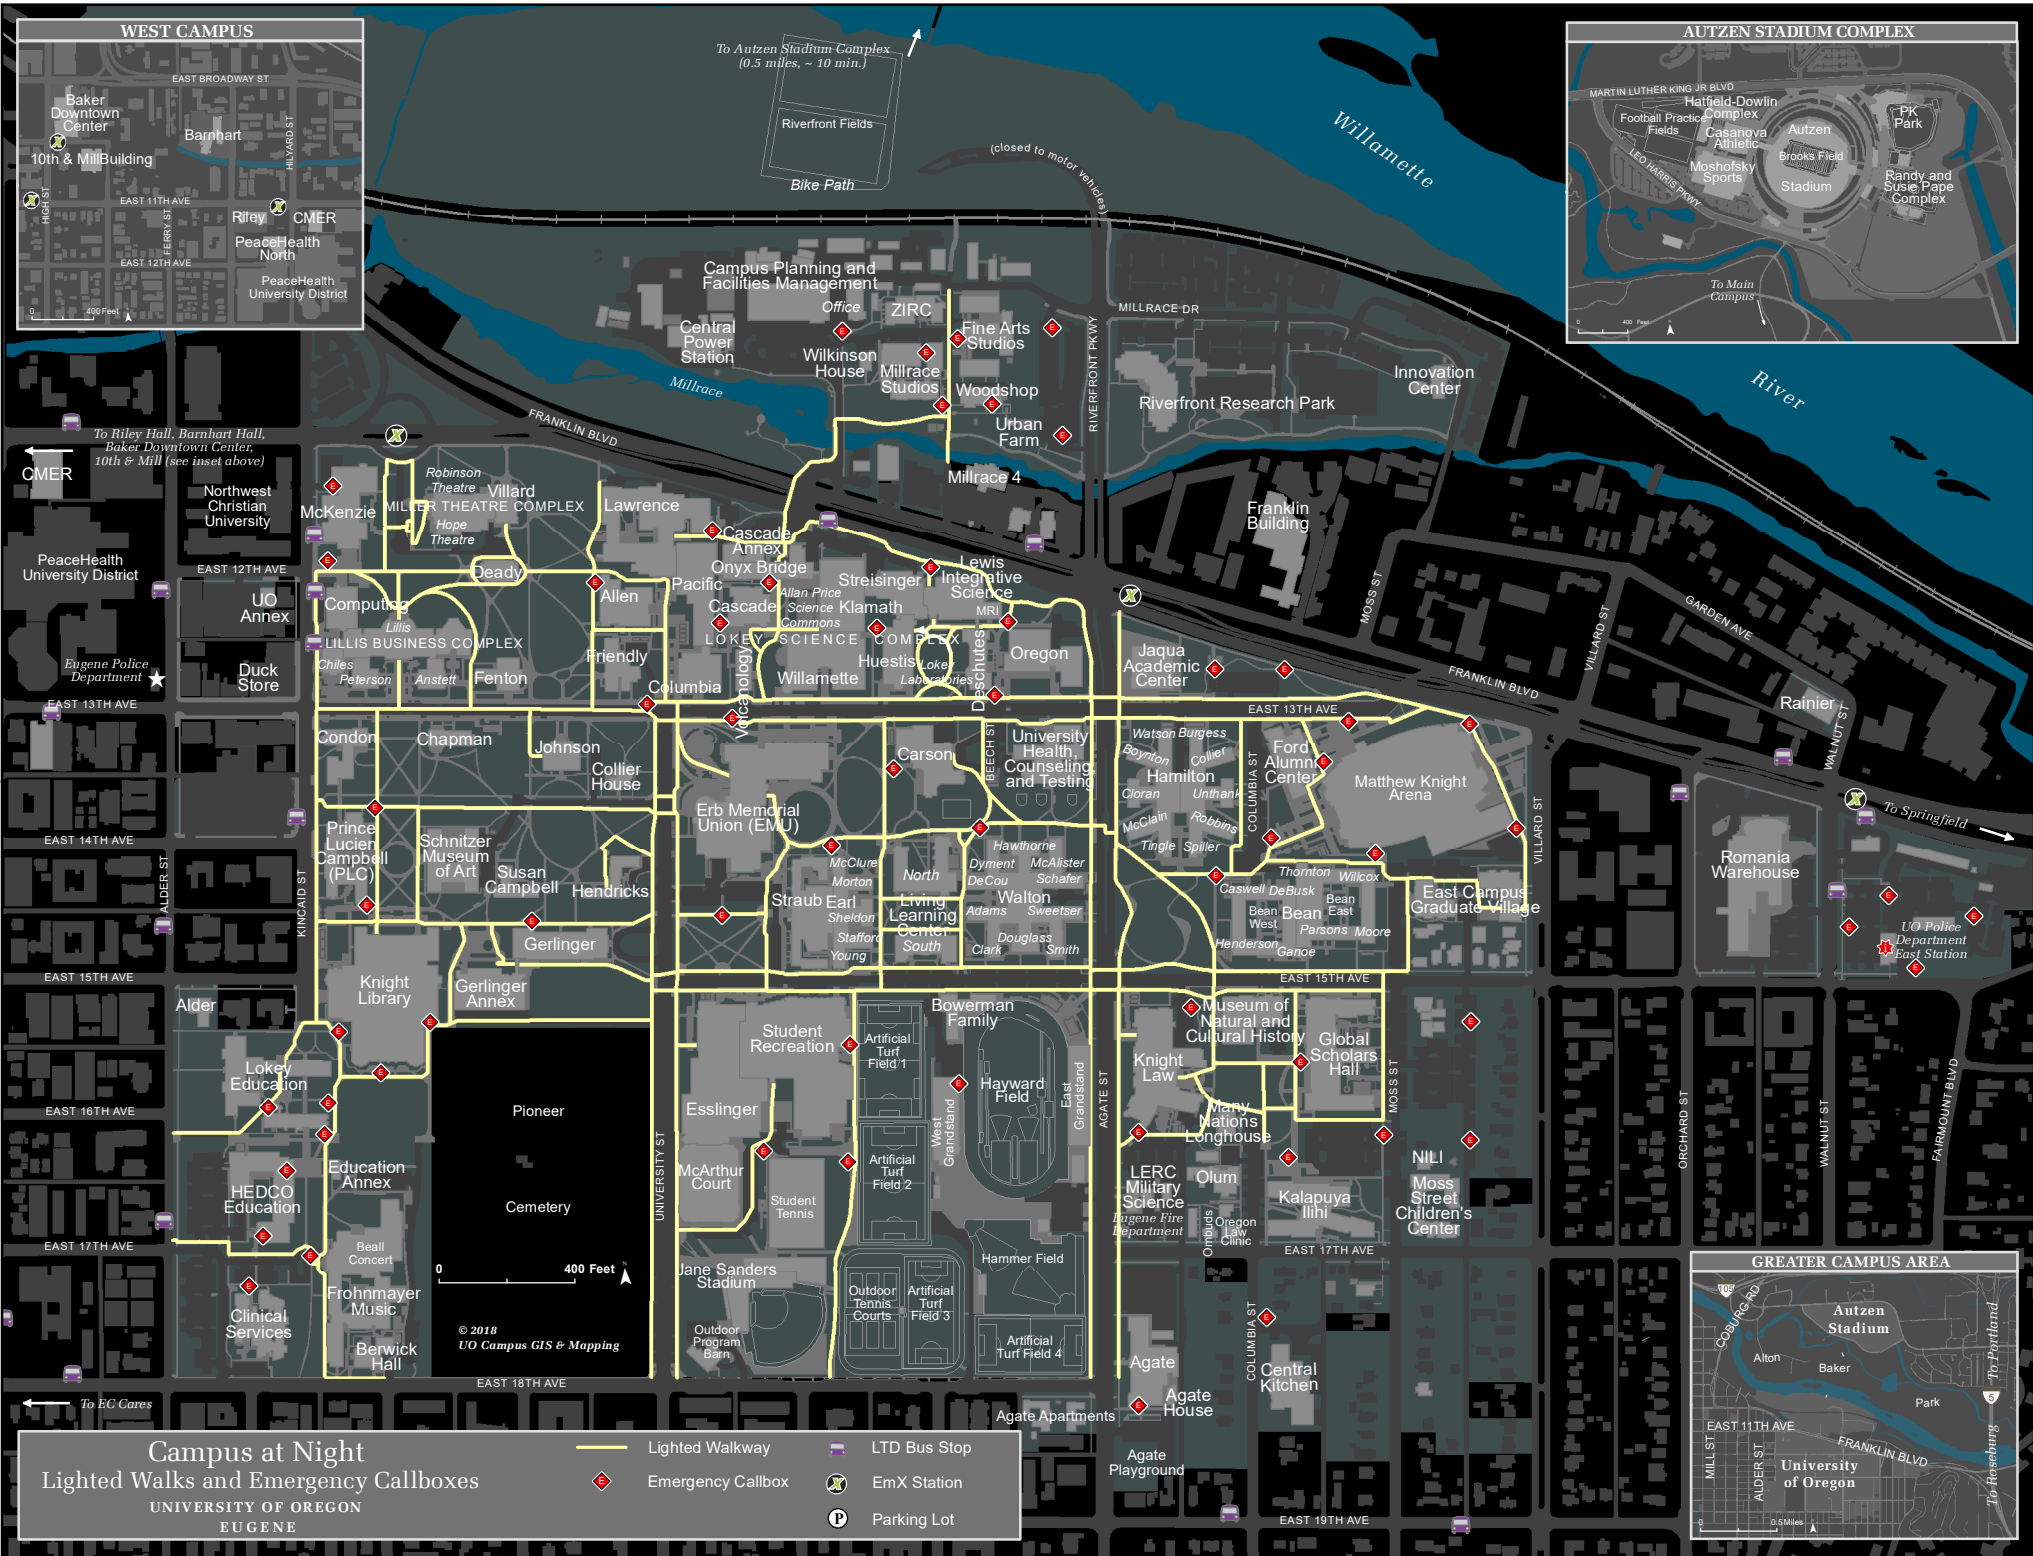 WEST CAMPUS
EAST BROADWAY ST
Baker
Downtown
Center
Barnhart
HILYARD ST
10th & MillBuilding
HIGH ST
EAST 11TH AVE
FERRY ST
Riley
CMER
PeaceHealth
North
EAST 12TH AVE
PeaceHealth
University District
0
400 Feet
To Autzen Stadium Complex
(0.5 miles, ~ 10 min.)
Riverfront Fields
Bike Path
(closed to motor vehicles)
Willamette
River
AUTZEN STADIUM COMPLEX
MARTIN LUTHER KING JR BLVD
Hatfield-Dowlin
Complex
Football Practice
Fields
Casanova
Athletic
Moshofsky
Sports
LEO HARRIS PKWY
Autzen
Brooks Field
Stadium
PK
Park
Randy and
Susie Pape
Complex
To Main
Campus
0
400 Feet
Campus Planning and
Facilities Management
Office
ZIRC
Central
Power
Station
Wilkinson
House
Fine Arts
Studios
Millrace
Studios
Woodshop
Urban
Farm
Millrace
Millrace 4
MILLRACE DR
RIVERFRONT PKWY
Riverfront Research Park
Innovation
Center
FRANKLIN BLVD
To Riley Hall, Barnhart Hall,
Baker Downtown Center,
10th & Mill (see inset above)
CMER
Northwest
Christian
University
PeaceHealth
University District
EAST 12TH AVE
UO
Annex
Duck
Store
Eugene Police
Department
EAST 13TH AVE
McKenzie
Robinson
Theatre
Villard
MILLER THEATRE COMPLEX
Hope
Theatre
Lawrence
Cascade
Annex
Onyx Bridge
Deady
Allen
Pacific
Computing
Lillis
LILLIS BUSINESS COMPLEX
Chiles
Peterson
Anstett
Fenton
Friendly
Cascade
Allan Price
Science
Commons
Streisinger
Klamath
Lewis
Integrative
Science
MRI
LOKEY SCIENCE COMPLEX
Volcanology
Willamette
Huestis
Lokey
Laboratories
Deschutes
Oregon
Columbia
Franklin
Building
MOSS ST
VILLARD ST
GARDEN AVE
FRANKLIN BLVD
Jaqua
Academic
Center
EAST 13TH AVE
Rainier
WALNUT ST
To Springfield
Condon
Chapman
Johnson
Collier
House
Carson
BEECH ST
University
Health,
Counseling
and Testing
Erb Memorial
Union (EMU)
Watson
Burgess
Boynton
Collier
Hamilton
Cloran
Unthank
McClain
Robbins
Tingle
Spiller
COLUMBIA ST
Ford
Alumni
Center
Matthew Knight
Arena
VILLARD ST
EAST 14TH AVE
ALDER ST
KINCAID ST
Prince
Lucien
Campbell
(PLC)
Schnitzer
Museum
of Art
Susan
Campbell
Hendricks
Straub
McClure
Morton
Earl
Sheldon
Stafford
Young
North
Living
Learning
Center
South
Hawthorne
Dyment
McAlister
DeCou
Schafer
Walton
Adams
Sweetser
Douglass
Clark
Smith
Thornton
Willcox
Caswell
DeBusk
Bean
West
Bean
Bean
East
Parsons
Moore
Henderson
Ganoe
East Campus
Graduate Village
Romania
Warehouse
UO Police
Department
East Station
Gerlinger
EAST 15TH AVE
EAST 15TH AVE
Knight
Library
Gerlinger
Annex
Alder
Lokey
Education
EAST 16TH AVE
Student
Recreation
Artificial
Turf
Field 1
Bowerman
Family
Hayward
Field
West
Grandstand
East
Grandstand
AGATE ST
Museum of
Natural and
Cultural History
Knight
Law
Global
Scholars
Hall
Many
Nations
Longhouse
MOSS ST
Pioneer
Cemetery
UNIVERSITY ST
Esslinger
McArthur
Court
Student
Tennis
Artificial
Turf
Field 2
LERC
Military
Science
Eugene Fire
Department
Olum
Ombuds
Oregon
Law
Clinic
Kalapuya
Ilihi
NILI
Moss
Street
Children's
Center
ORCHARD ST
WALNUT ST
FAIRMOUNT BLVD
HEDCO
Education
Education
Annex
EAST 17TH AVE
EAST 17TH AVE
Beall
Concert
Frohnmayer
Music
Clinical
Services
Berwick
Hall
0
400 Feet
N
© 2018
UO Campus GIS & Mapping
Jane Sanders
Stadium
Outdoor
Program
Barn
Outdoor
Tennis
Courts
Artificial
Turf
Field 3
Hammer Field
Artificial
Turf Field 4
COLUMBIA ST
Central
Kitchen
Agate
Agate
House
Agate Apartments
Agate
Playground
EAST 18TH AVE
EAST 19TH AVE
To EC Cares
GREATER CAMPUS AREA
105
COBURG RD
Autzen
Stadium
Alton
Baker
Park
To Portland
5
EAST 11TH AVE
FRANKLIN BLVD
MILL ST
ALDER ST
University
of Oregon
To Roseburg
0
0.5 Miles
Campus at Night
Lighted Walks and Emergency Callboxes
UNIVERSITY OF OREGON
EUGENE
Lighted Walkway
E
Emergency Callbox
LTD Bus Stop
X
EmX Station
P
Parking Lot